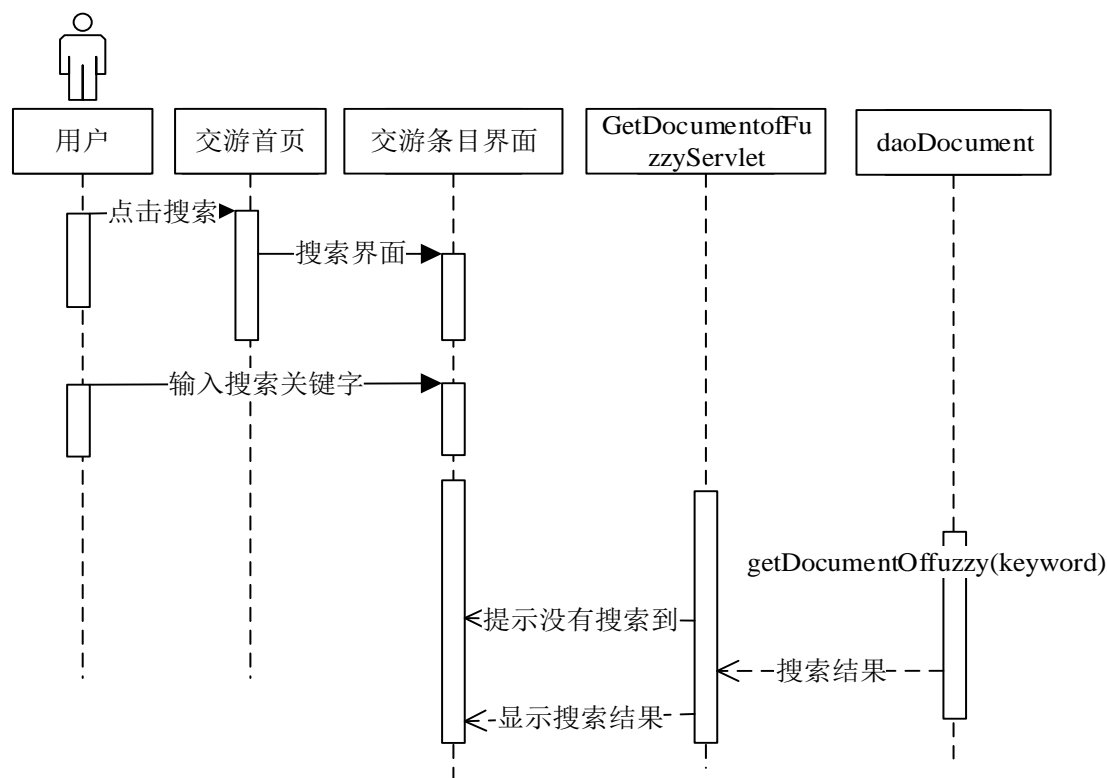 用户
交游首页
交游条目界面
GetDocumentofFu
zzyServlet
daoDocument
点击搜索
搜索界面
输入搜索关键字
getDocumentOffuzzy(keyword)
提示没有搜索到
搜索结果
显示搜索结果